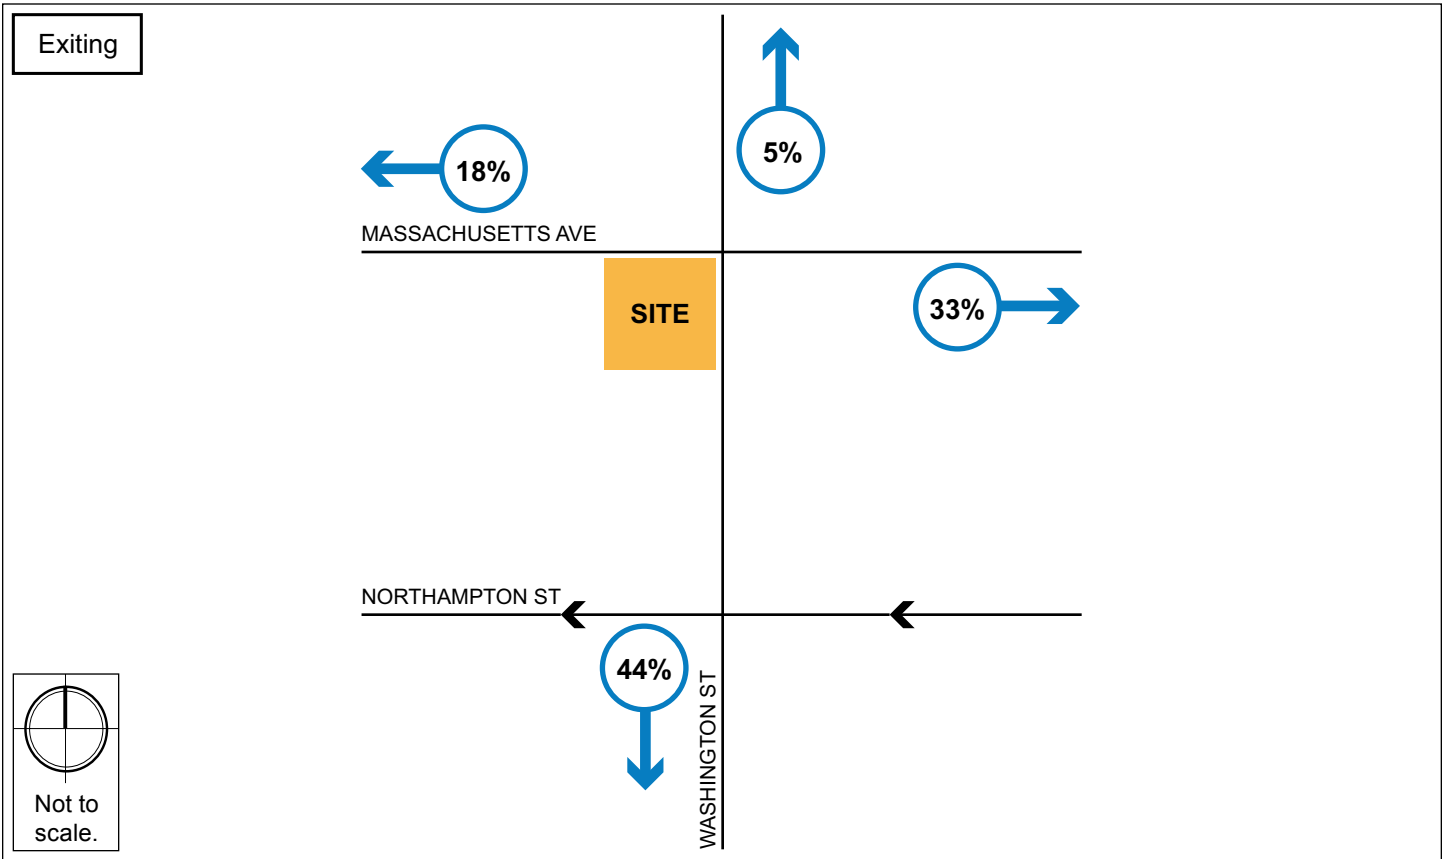 Exiting
5%
18%
MASSACHUSETTS AVE
SITE
33%
NORTHAMPTON ST
44%
WASHINGTON ST
Not to
scale.